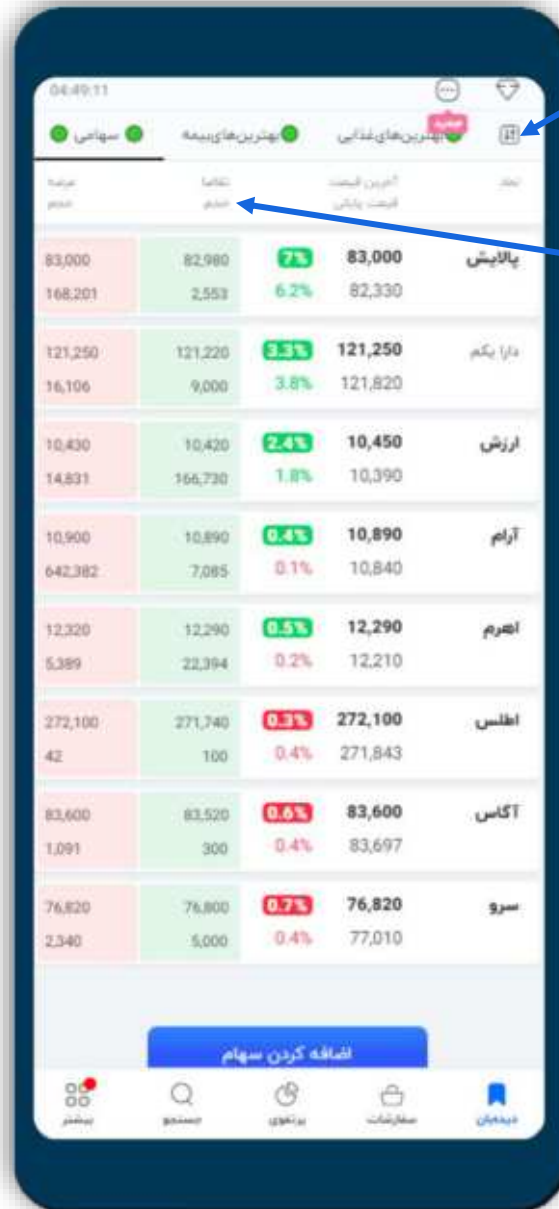 04:49:11
جدید
بهترین‌های‌غذایی بهترین‌های‌بیمه سهامی
نماد آخرین قیمت تقاضا عرضه
قیمت پایانی حجم حجم
پالایش 83,000 7% 82,980 83,000
82,330 6.2% 2,553 168,201
دارا یکم 121,250 3.3% 121,220 121,250
121,820 3.8% 9,000 16,106
ارزش 10,450 2.4% 10,420 10,430
10,390 1.8% 166,730 14,831
آرام 10,890 0.4% 10,890 10,900
10,840 0.1% 7,085 642,382
اهرم 12,290 0.5% 12,290 12,320
12,210 0.2% 22,394 5,389
اطلس 272,100 0.3% 271,740 272,100
271,843 0.4% 100 42
آگاس 83,600 0.6% 83,520 83,600
83,697 0.4% 300 1,091
سرو 76,820 0.7% 76,800 76,820
77,010 0.4% 5,000 2,340
اضافه کردن سهام
دیده‌بان سفارشات پرتفوی جستجو بیشتر